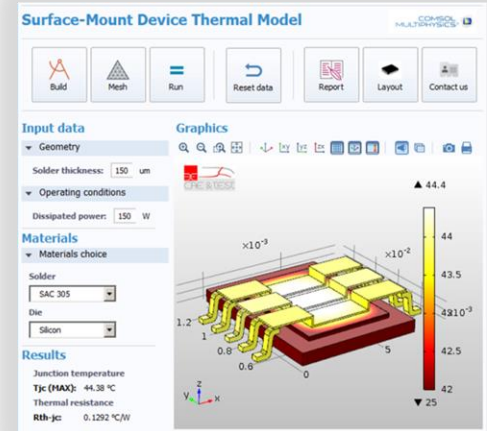 Surface-Mount Device Thermal Model
COMSOL
MULTIPHYSICS
Build
Mesh
Run
Reset data
Report
Layout
Contact us
Input data
Geometry
Solder thickness: 150 um
Operating conditions
Dissipated power: 150 W
Materials
Materials choice
Solder
SAC 305
Die
Silicon
Results
Junction temperature
Tjc (MAX): 44.38 °C
Thermal resistance
Rth-jc: 0.1292 °C/W
Graphics
▲ 44.4
×10⁻³
×10⁻²
44
43.5
42.5
42
▼ 25
1.2
1
0.8
0.6
0
5
y
z
x